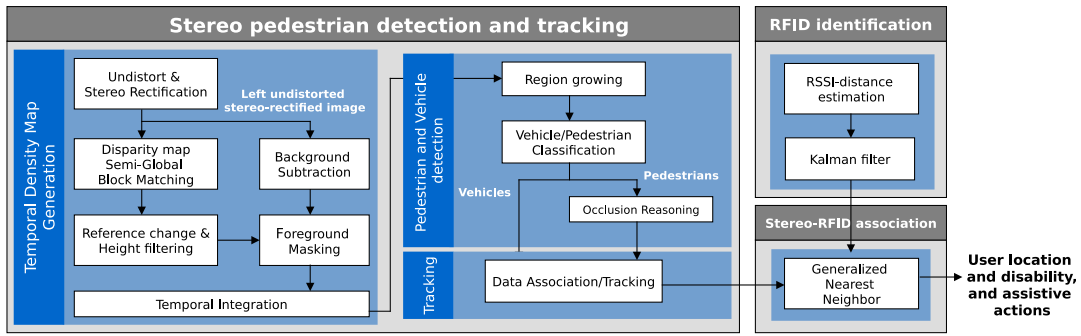 Stereo pedestrian detection and tracking
Temporal Density Map
Generation
Undistort &
Stereo Rectification
Left undistorted
stereo-rectified image
Disparity map
Semi-Global
Block Matching
Background
Subtraction
Reference change &
Height filtering
Foreground
Masking
Temporal Integration
Pedestrian and Vehicle
detection
Region growing
Vehicle/Pedestrian
Classification
Vehicles
Pedestrians
Occlusion Reasoning
Tracking
Data Association/Tracking
RFID identification
RSSI-distance
estimation
Kalman filter
Stereo-RFID association
Generalized
Nearest
Neighbor
User location
and disability,
and assistive
actions